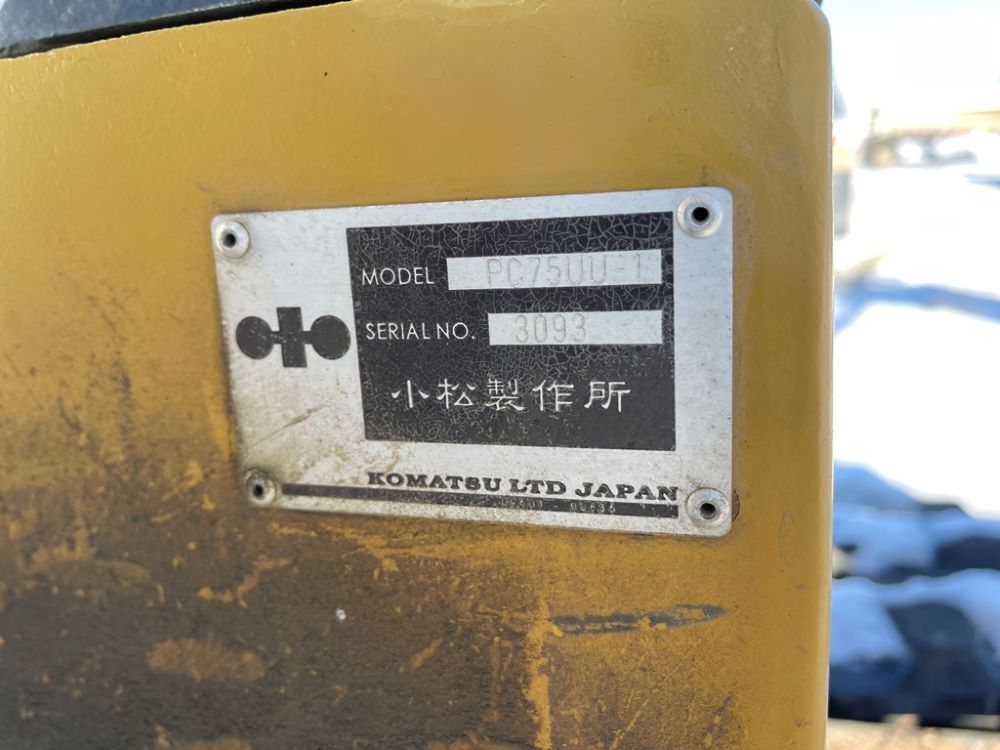 MODEL PC75UU-1
SERIAL NO. 3093
小松製作所
KOMATSU LTD JAPAN